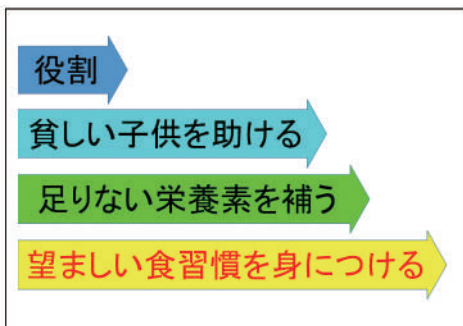 役割
貧しい子供を助ける
足りない栄養素を補う
望ましい食習慣を身につける